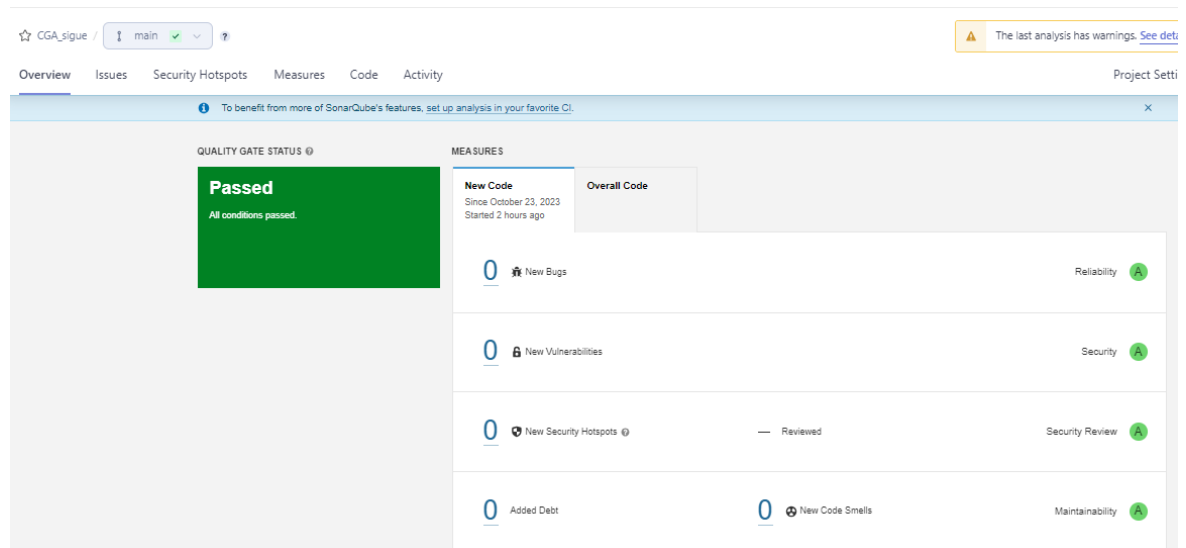 CGA_sigue / main ?
The last analysis has warnings. See deta
Overview Issues Security Hotspots Measures Code Activity Project Setti
To benefit from more of SonarQube's features, set up analysis in your favorite CI.
QUALITY GATE STATUS ?
MEASURES
Passed
All conditions passed.
New Code
Since October 23, 2023
Started 2 hours ago
Overall Code
0 New Bugs Reliability A
0 New Vulnerabilities Security A
0 New Security Hotspots ? — Reviewed Security Review A
0 Added Debt 0 New Code Smells Maintainability A